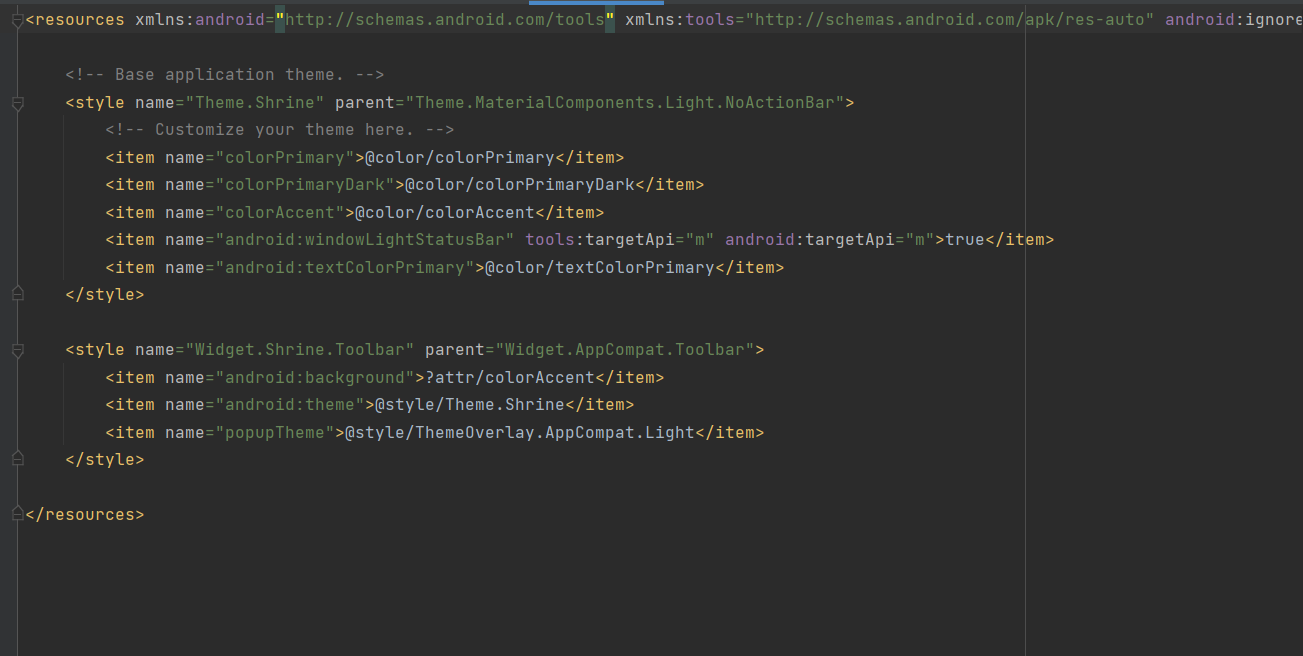 <resources xmlns:android="http://schemas.android.com/tools" xmlns:tools="http://schemas.android.com/apk/res-auto" android:ignore
<!-- Base application theme. -->
<style name="Theme.Shrine" parent="Theme.MaterialComponents.Light.NoActionBar">
<!-- Customize your theme here. -->
<item name="colorPrimary">@color/colorPrimary</item>
<item name="colorPrimaryDark">@color/colorPrimaryDark</item>
<item name="colorAccent">@color/colorAccent</item>
<item name="android:windowLightStatusBar" tools:targetApi="m" android:targetApi="m">true</item>
<item name="android:textColorPrimary">@color/textColorPrimary</item>
</style>
<style name="Widget.Shrine.Toolbar" parent="Widget.AppCompat.Toolbar">
<item name="android:background">?attr/colorAccent</item>
<item name="android:theme">@style/Theme.Shrine</item>
<item name="popupTheme">@style/ThemeOverlay.AppCompat.Light</item>
</style>
</resources>